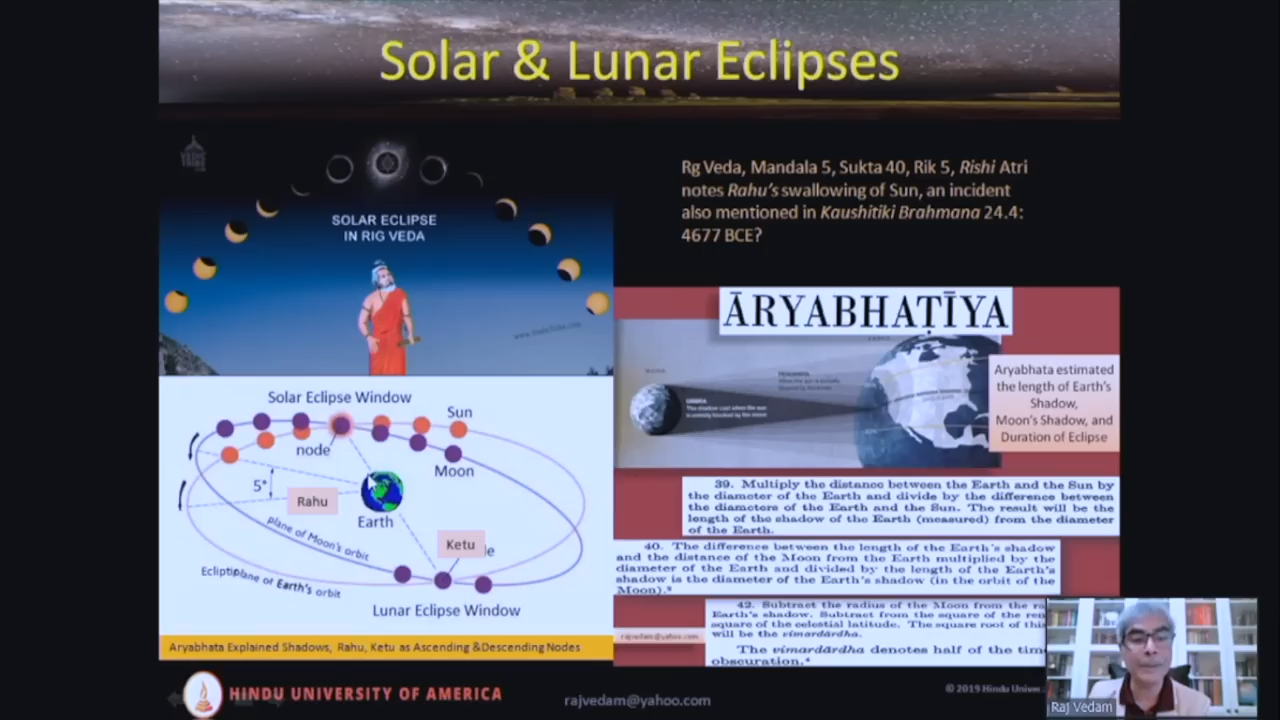 Solar & Lunar Eclipses
Rg Veda, Mandala 5, Sukta 40, Rik 5, Rishi Atri
notes Rahu's swallowing of Sun, an incident
also mentioned in Kaushitiki Brahmana 24.4:
4677 BCE?
SOLAR ECLIPSE
IN RIG VEDA
ĀRYABHAṬĪYA
Aryabhata estimated
the length of Earth's
Shadow,
Moon's Shadow, and
Duration of Eclipse
Solar Eclipse Window
Sun
node
Moon
5°
Rahu
Earth
Ketu
plane of Moon's orbit
plane of Earth's orbit
Lunar Eclipse Window
Aryabhata Explained Shadows, Rahu, Ketu as Ascending &Descending Nodes
39. Multiply the distance between the Earth and the Sun by
the diameter of the Earth and divide by the difference between
the diameters of the Earth and the Sun. The result will be the
length of the shadow of the Earth (measured) from the diameter
of the Earth.
40. The difference between the length of the Earth's shadow
and the distance of the Moon from the Earth multiplied by the
diameter of the Earth and divided by the length of the Earth's
shadow is the diameter of the Earth's shadow (in the orbit of the
Moon).
42. Subtract the radius of the Moon from the
Earth's shadow. Subtract from the square of the
square of the celestial latitude. The square root of this
will be the vimardārdha.
The vimardārdha denotes half of the
obscuration.
rajvedam@yahoo.com
HINDU UNIVERSITY OF AMERICA
rajvedam@yahoo.com
© 2019 Hindu
Raj Vedam